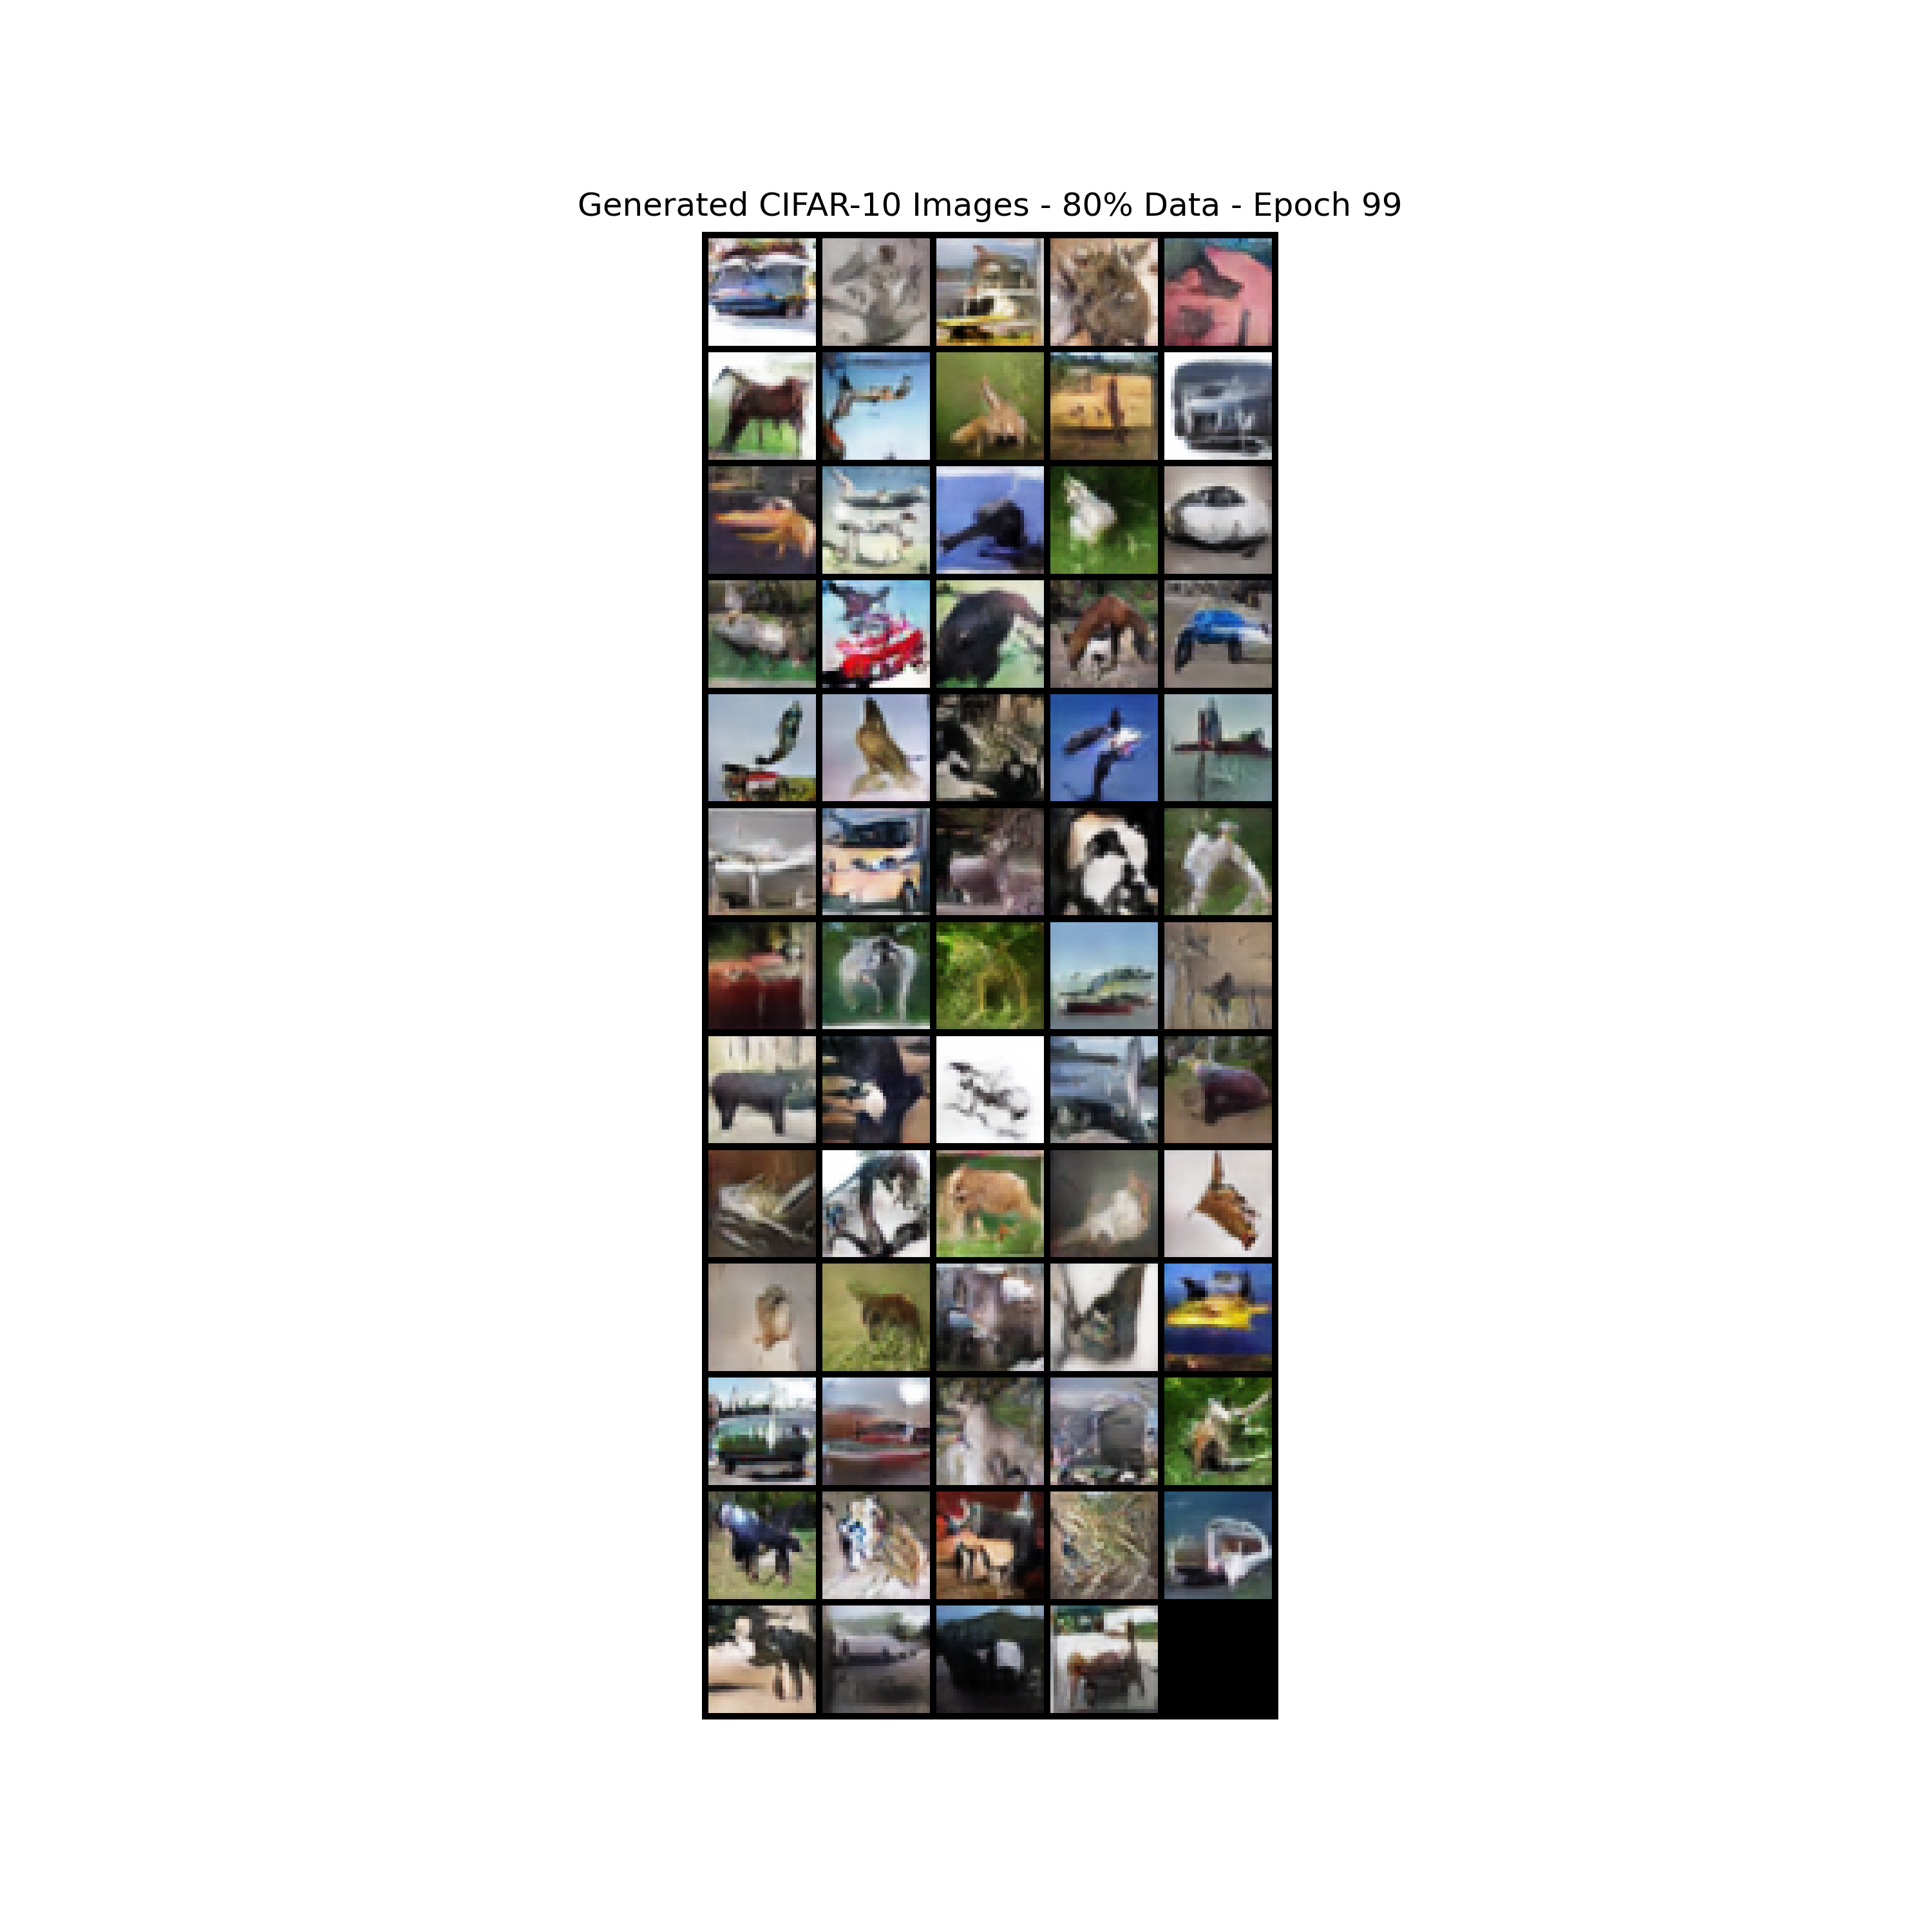 Generated CIFAR-10 Images - 80% Data - Epoch 99